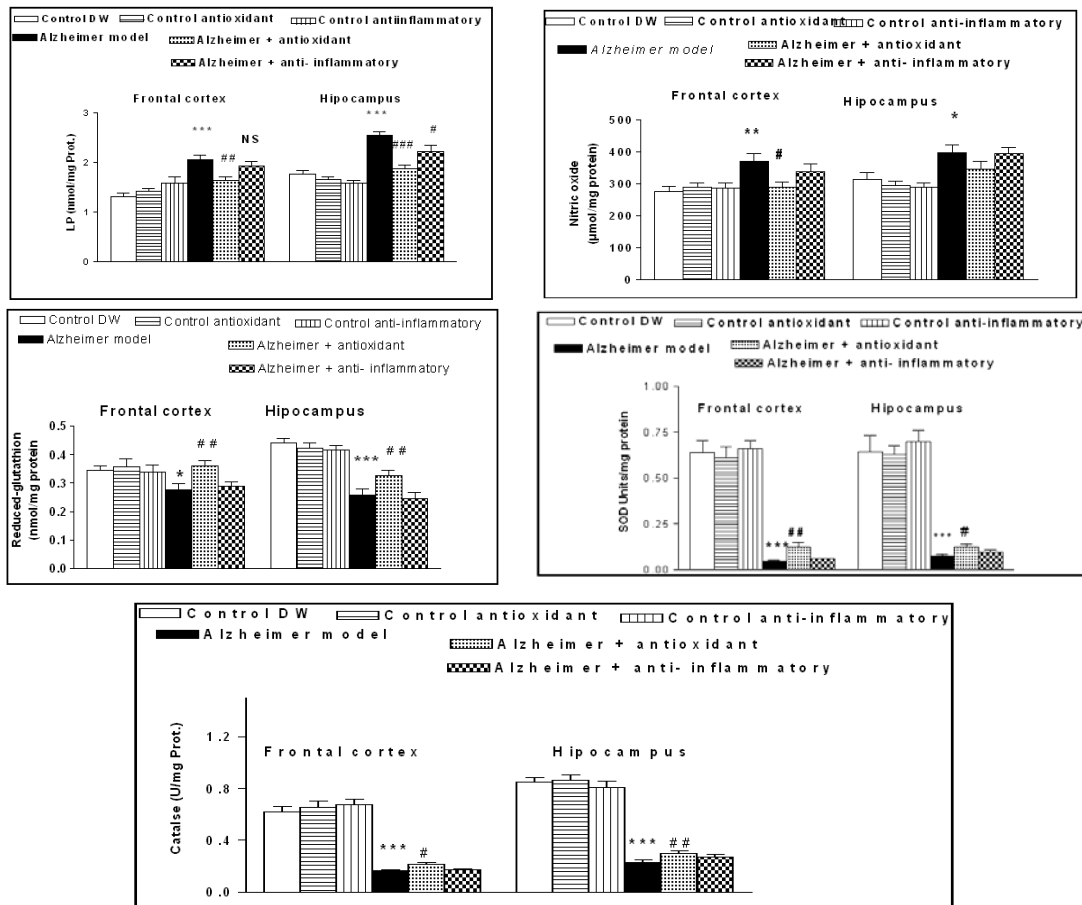 Control DW Control antioxidant Control antiinflammatory
Alzheimer model Alzheimer + antioxidant
Alzheimer + anti- inflammatory
Frontal cortex Hipocampus
*** ## NS *** ### #
LP (nmol/mg Prot.)
3
2
1
0
Control DW Control antioxidant Control anti-inflammatory
Alzheimer model Alzheimer + antioxidant
Alzheimer + anti- inflammatory
Frontal cortex Hipocampus
** # *
Nitric oxide
(µmol/mg protein)
600
500
400
300
200
100
0
Control DW Control antioxidant Control anti-inflammatory
Alzheimer model Alzheimer + antioxidant
Alzheimer + anti- inflammatory
Frontal cortex Hipocampus
* ## *** ##
Reduced-glutathion
(nmol/mg protein)
0.5
0.4
0.3
0.2
0.1
0.0
Control DW Control antioxidant Control anti-inflammatory
Alzheimer model Alzheimer + antioxidant
Alzheimer + anti- inflammatory
Frontal cortex Hipocampus
*** ## *** #
SOD Units/mg protein
1.00
0.75
0.50
0.25
0.00
Control DW Control antioxidant Control anti-inflammatory
Alzheimer model Alzheimer + antioxidant
Alzheimer + anti- inflammatory
Frontal cortex Hipocampus
*** # *** ##
Catalse (U/mg Prot.)
1.2
0.8
0.4
0.0